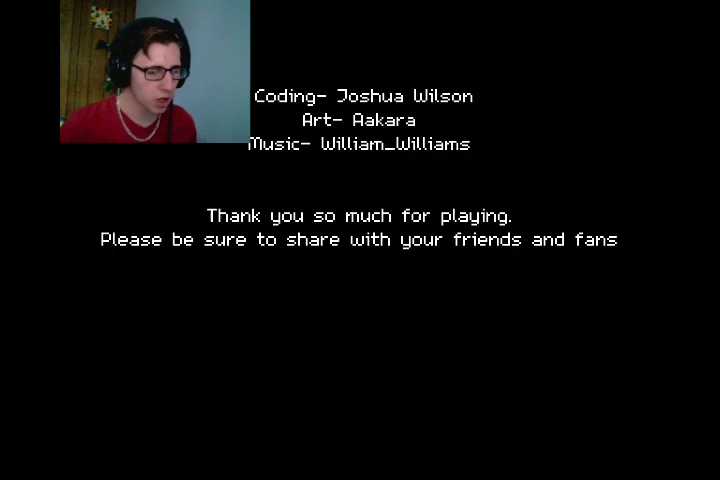 Coding- Joshua Wilson
Art- Aakara
Music- William_Williams
Thank you so much for playing.
Please be sure to share with your friends and fans